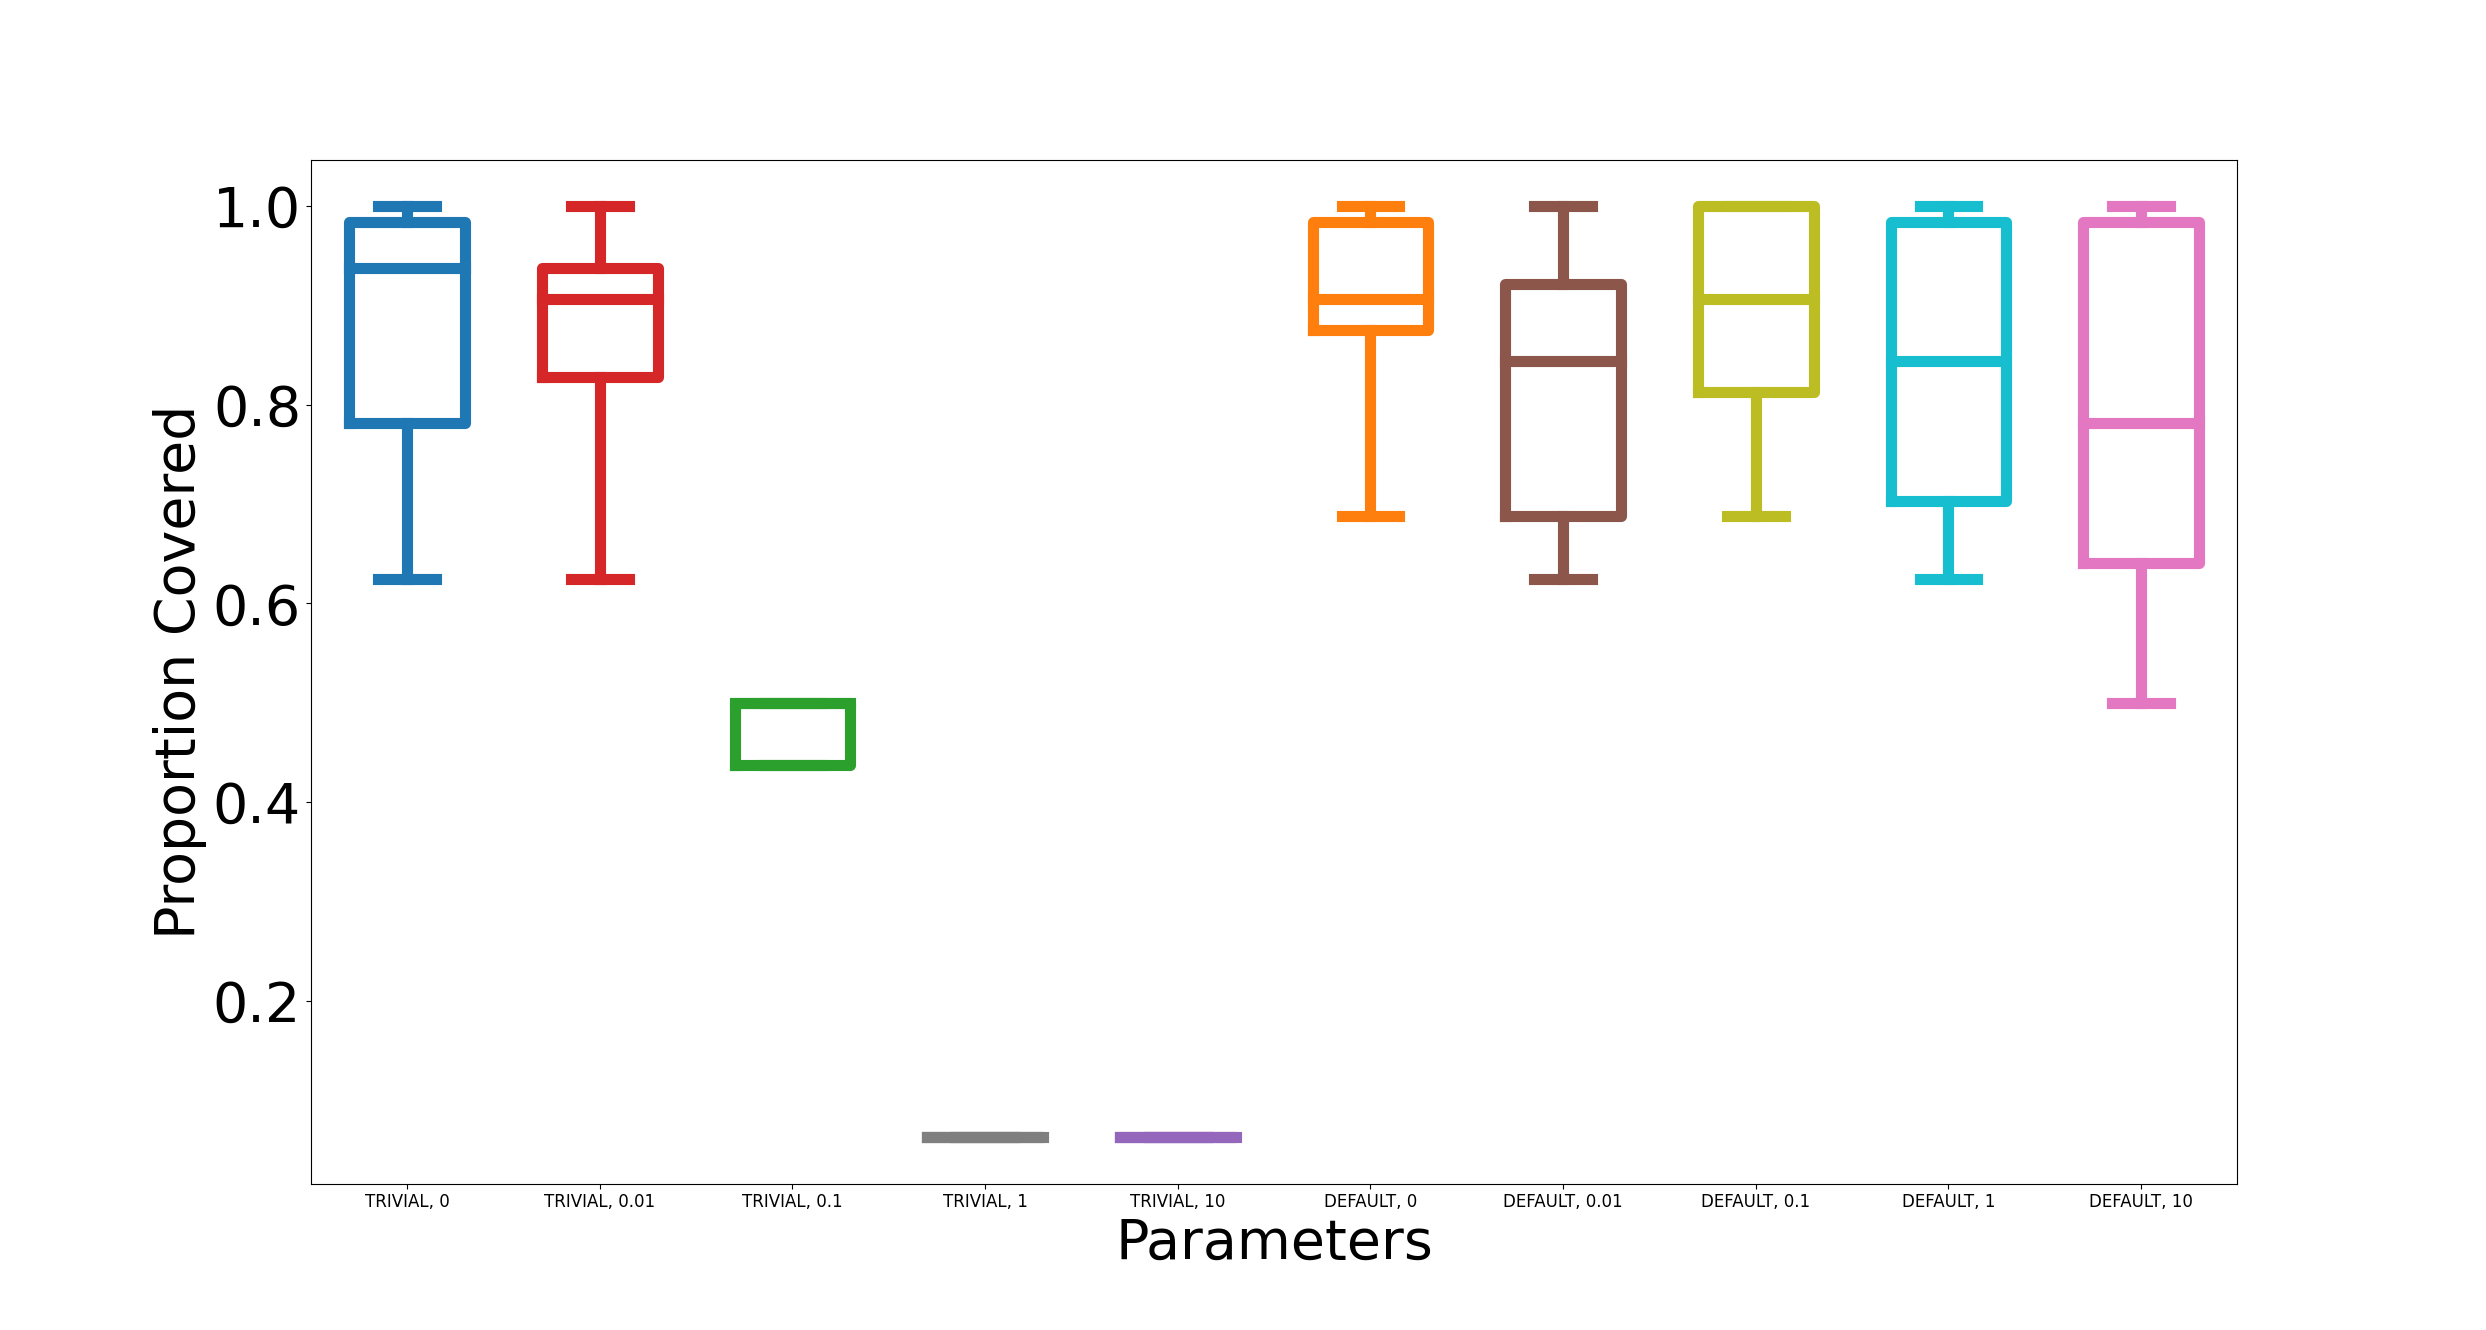 Proportion Covered
1.0
0.8
0.6
0.4
0.2
TRIVIAL, 0
TRIVIAL, 0.01
TRIVIAL, 0.1
TRIVIAL, 1
TRIVIAL, 10
DEFAULT, 0
DEFAULT, 0.01
DEFAULT, 0.1
DEFAULT, 1
DEFAULT, 10
Parameters